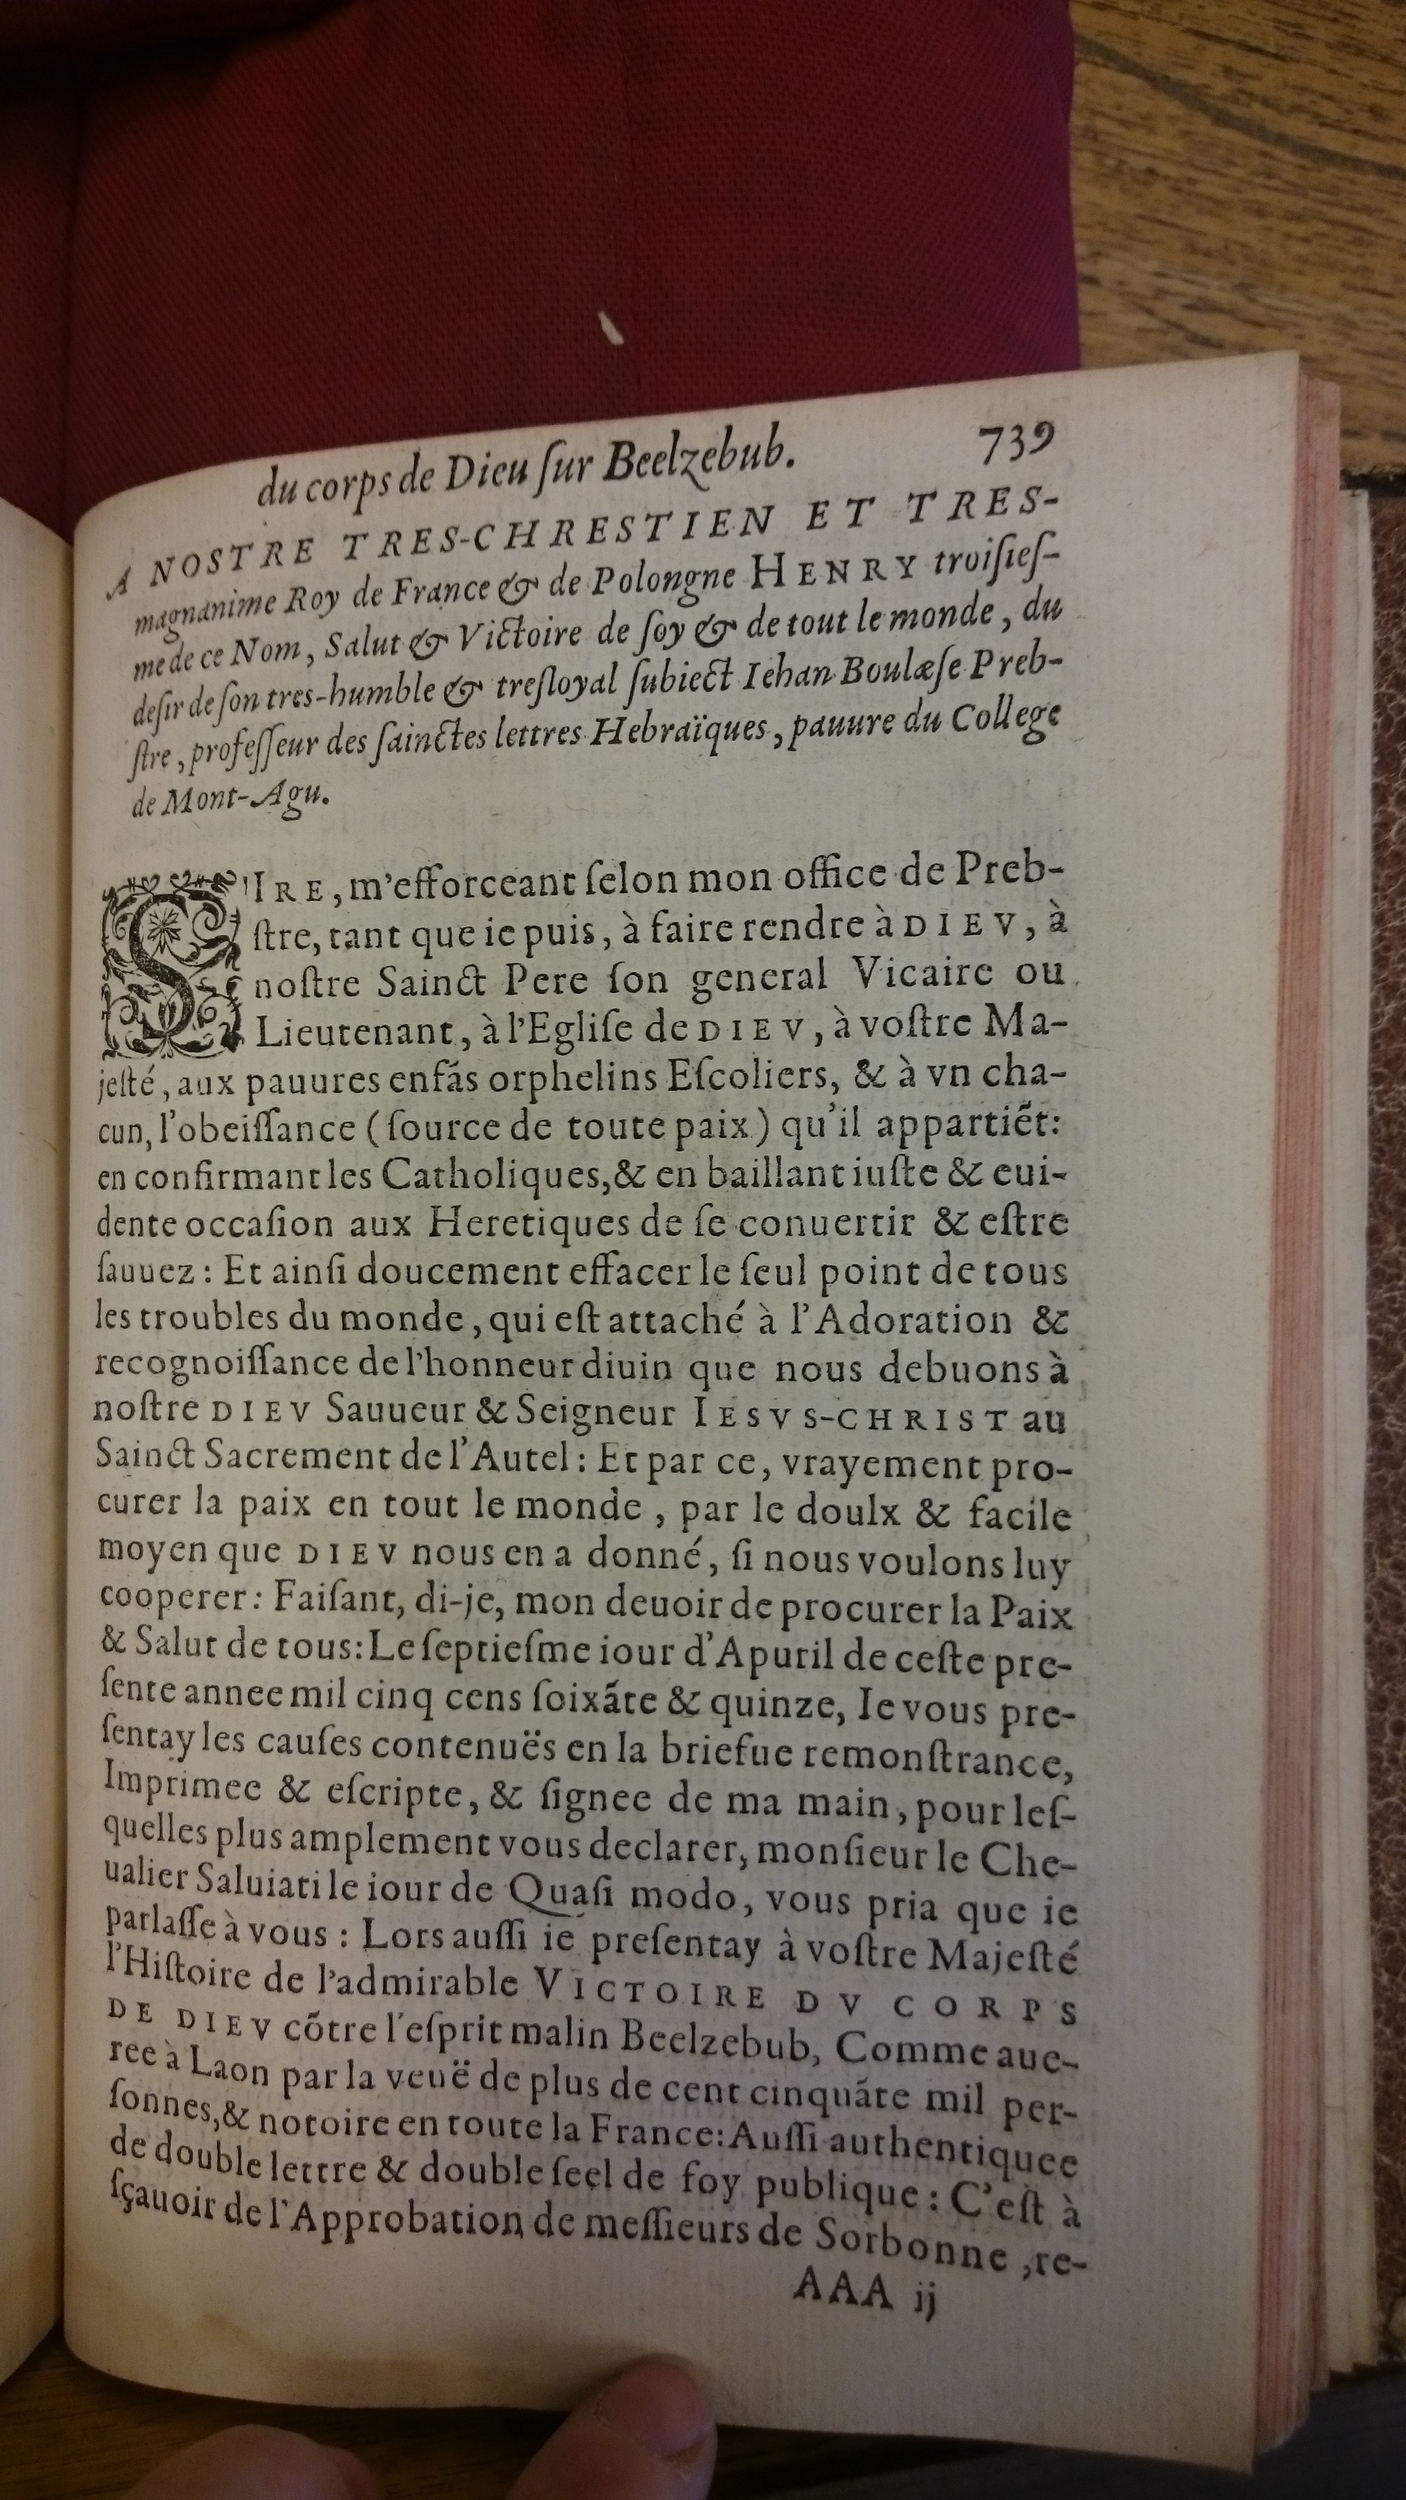 du corps de Dieu ſur Beelzebub. 739
A NOSTRE TRES-CHRESTIEN ET TRES-
magnanime Roy de France & de Polongne HENRY troiſieſ-
me de ce Nom, Salut & Victoire de ſoy & de tout le monde, du
deſir de ſon tres-humble & treſloyal ſubiect Iehan Boulæſe Preb-
ſtre, profeſſeur des ſainctes lettres Hebraïques, pauure du College
de Mont-Agu.
SIRE, m'efforceant ſelon mon office de Preb-
ſtre, tant que ie puis, à faire rendre à DIEV, à
noſtre Sainct Pere ſon general Vicaire ou
Lieutenant, à l'Egliſe de DIEV, à voſtre Ma-
jeſté, aux pauures enfãs orphelins Eſcoliers, & à vn cha-
cun, l'obeiſſance (ſource de toute paix) qu'il appartiẽt:
en confirmant les Catholiques, & en baillant iuſte & eui-
dente occaſion aux Heretiques de ſe conuertir & eſtre
ſauuez : Et ainſi doucement effacer le ſeul point de tous
les troubles du monde, qui eſt attaché à l'Adoration &
recognoiſſance de l'honneur diuin que nous debuons à
noſtre DIEV Sauueur & Seigneur IESVS-CHRIST au
Sainct Sacrement de l'Autel : Et par ce, vrayement pro-
curer la paix en tout le monde, par le doulx & facile
moyen que DIEV nous en a donné, ſi nous voulons luy
cooperer : Faiſant, di-je, mon deuoir de procurer la Paix
& Salut de tous: Le ſeptieſme iour d'Apuril de ceſte pre-
ſente annee mil cinq cens ſoixãte & quinze, Ie vous pre-
ſentay les cauſes contenuës en la briefue remonſtrance,
Imprimee & eſcripte, & ſignee de ma main, pour leſ-
quelles plus amplement vous declarer, monſieur le Che-
ualier Saluiati le iour de Quaſi modo, vous pria que ie
parlaſſe à vous : Lors auſſi ie preſentay à voſtre Majeſté
l'Hiſtoire de l'admirable VICTOIRE DV CORPS
DE DIEV cõtre l'eſprit malin Beelzebub, Comme aue-
ree à Laon par la veuë de plus de cent cinquãte mil per-
ſonnes, & notoire en toute la France: Auſſi authentiquee
de double lettre & double ſeel de foy publique : C'eſt à
ſçauoir de l'Approbation de meſſieurs de Sorbonne, re-
AAA ij